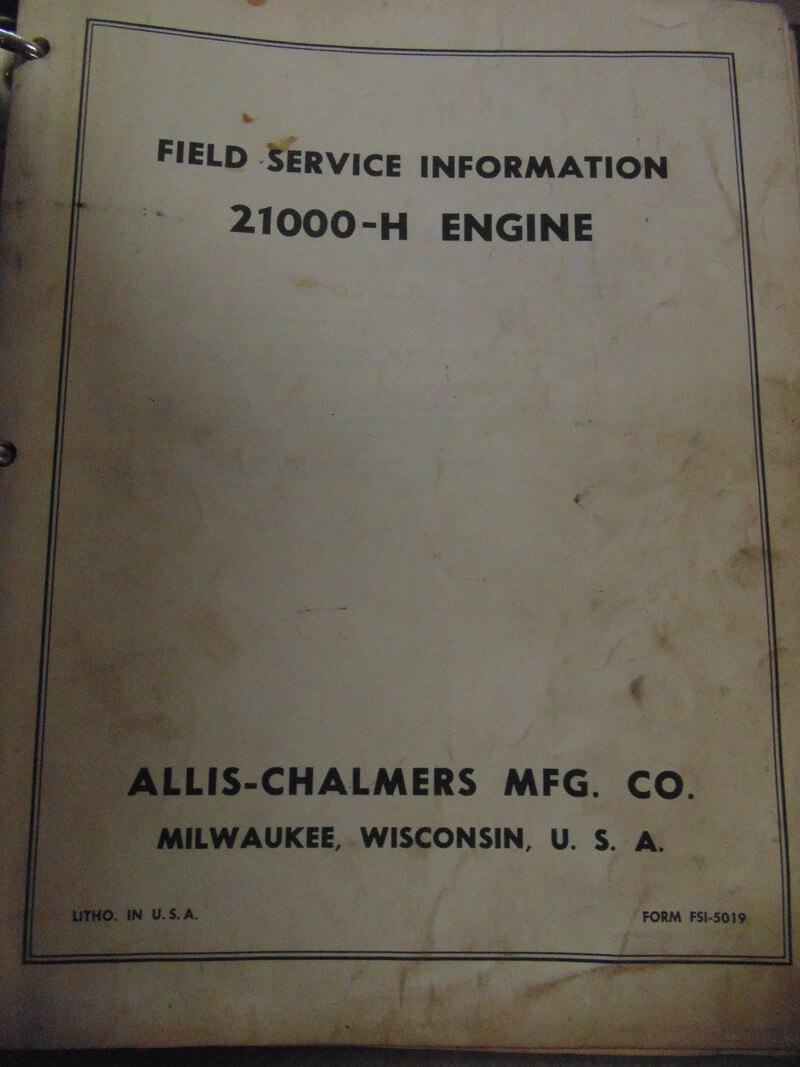 FIELD SERVICE INFORMATION
21000-H ENGINE
ALLIS-CHALMERS MFG. CO.
MILWAUKEE, WISCONSIN, U. S. A.
LITHO. IN U.S.A.
FORM FSI-5019